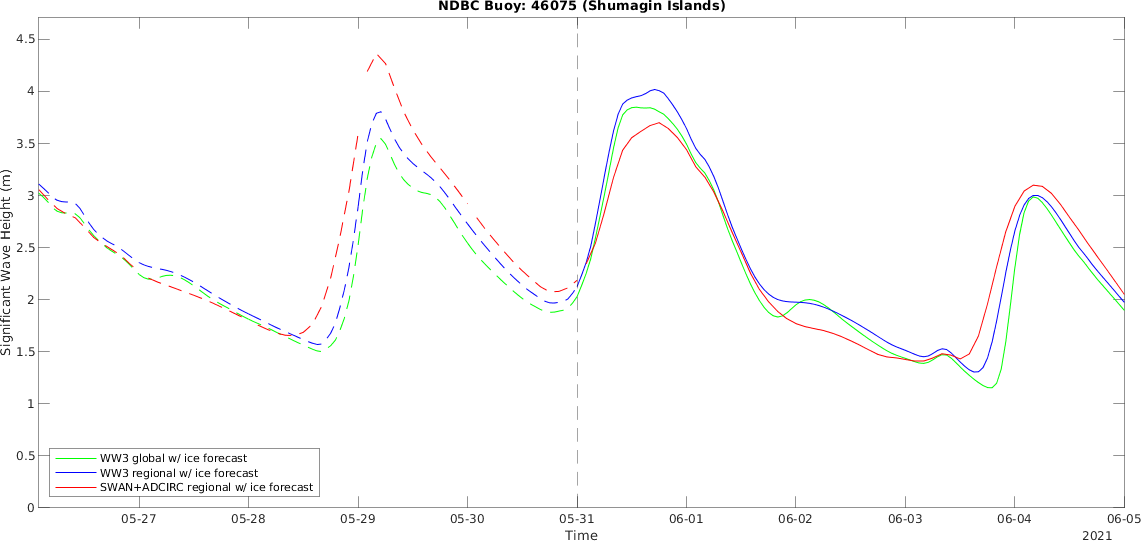 NDBC Buoy: 46075 (Shumagin Islands)
Significant Wave Height (m)
4.5
4
3.5
3
2.5
2
1.5
1
0.5
0
WW3 global w/ ice forecast
WW3 regional w/ ice forecast
SWAN+ADCIRC regional w/ ice forecast
05-27 05-28 05-29 05-30 05-31 06-01 06-02 06-03 06-04 06-05
Time
2021